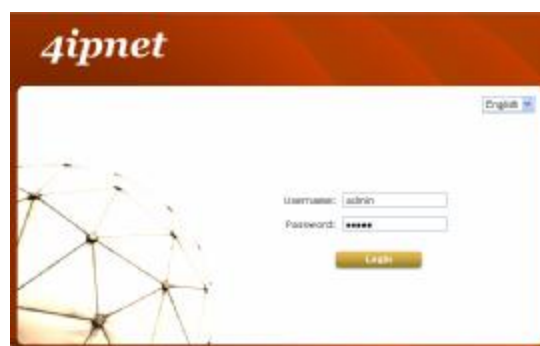 4ipnet
English
Username: admin
Password: •••••
Login